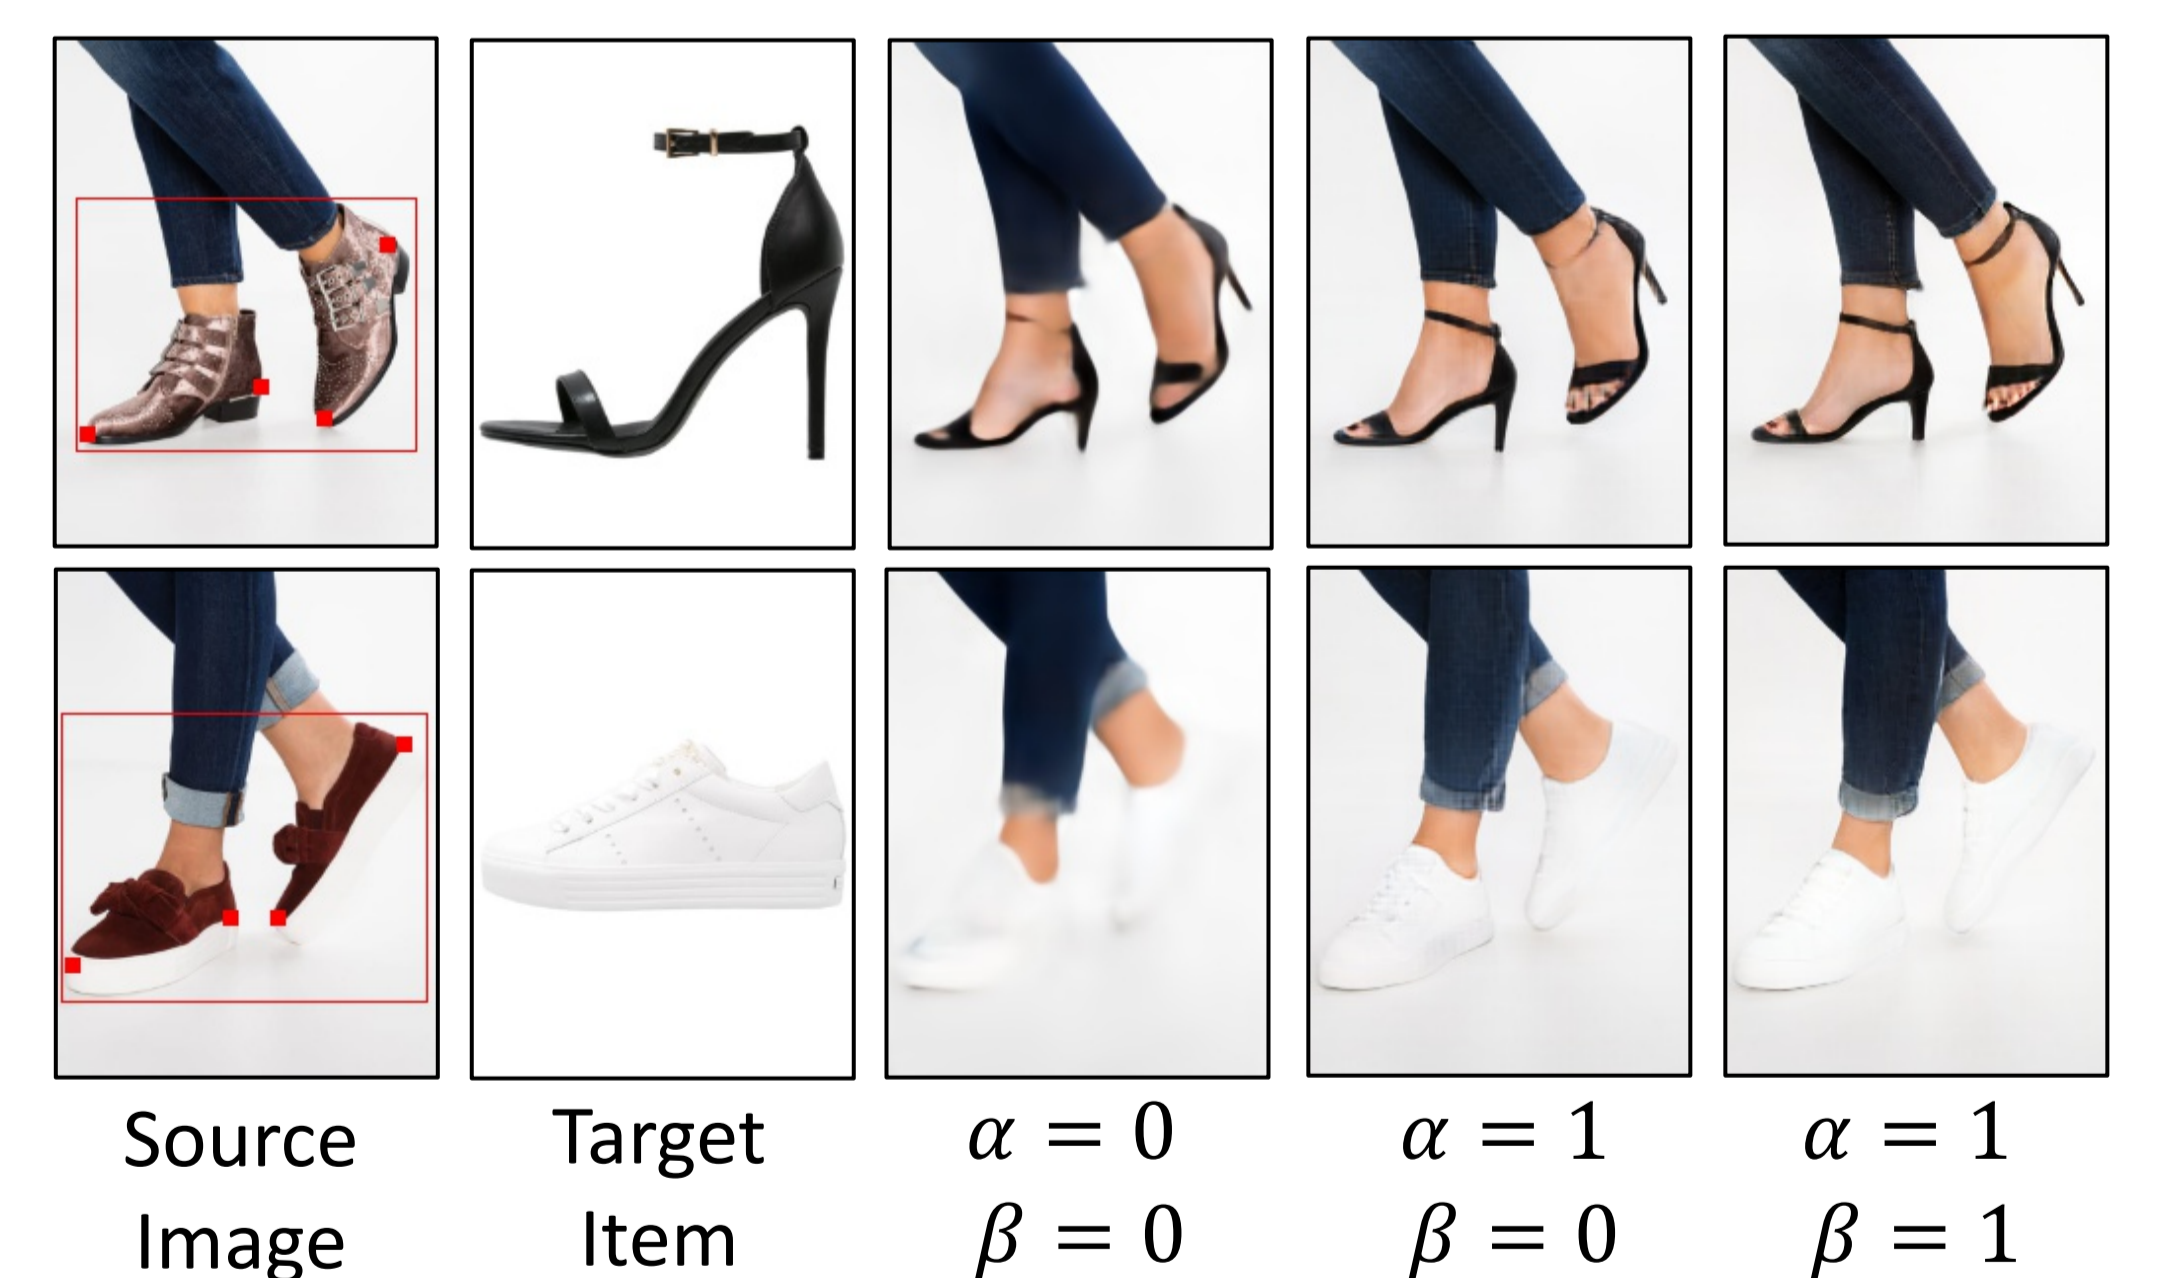 Source Target α = 0 α = 1 α = 1
Image Item β = 0 β = 0 β = 1